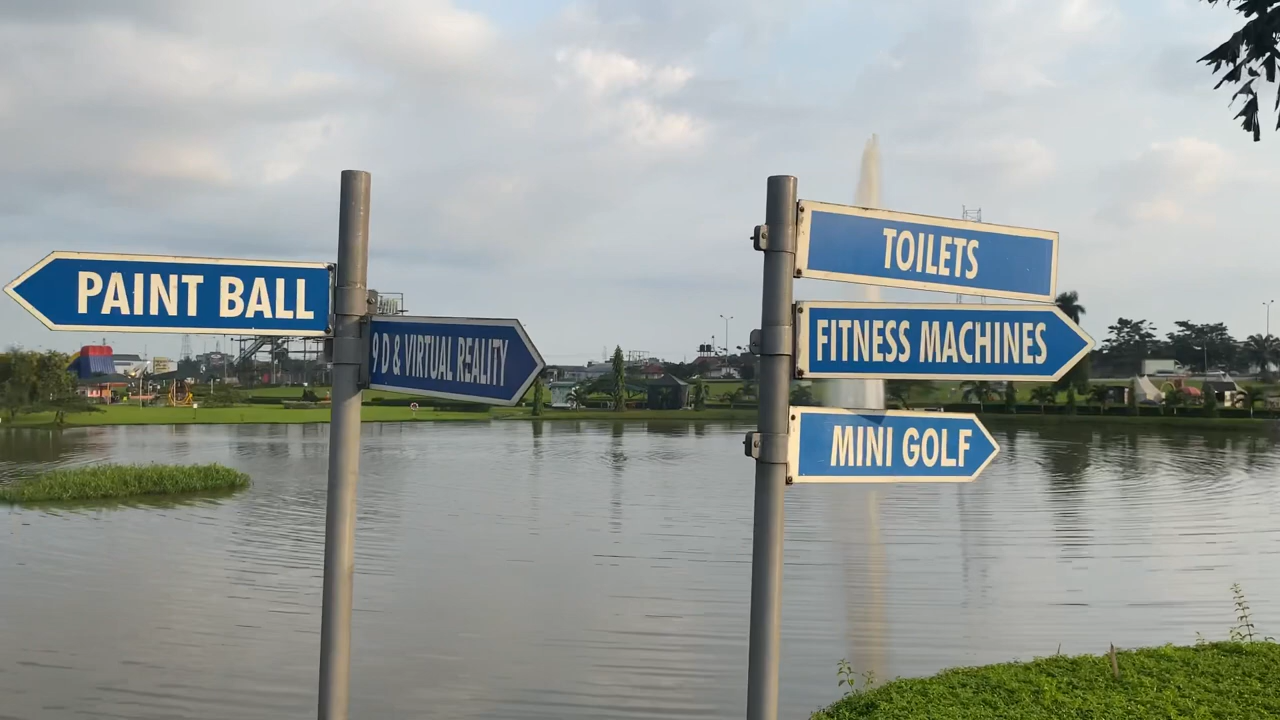 PAINT BALL
9 D & VIRTUAL REALITY
TOILETS
FITNESS MACHINES
MINI GOLF